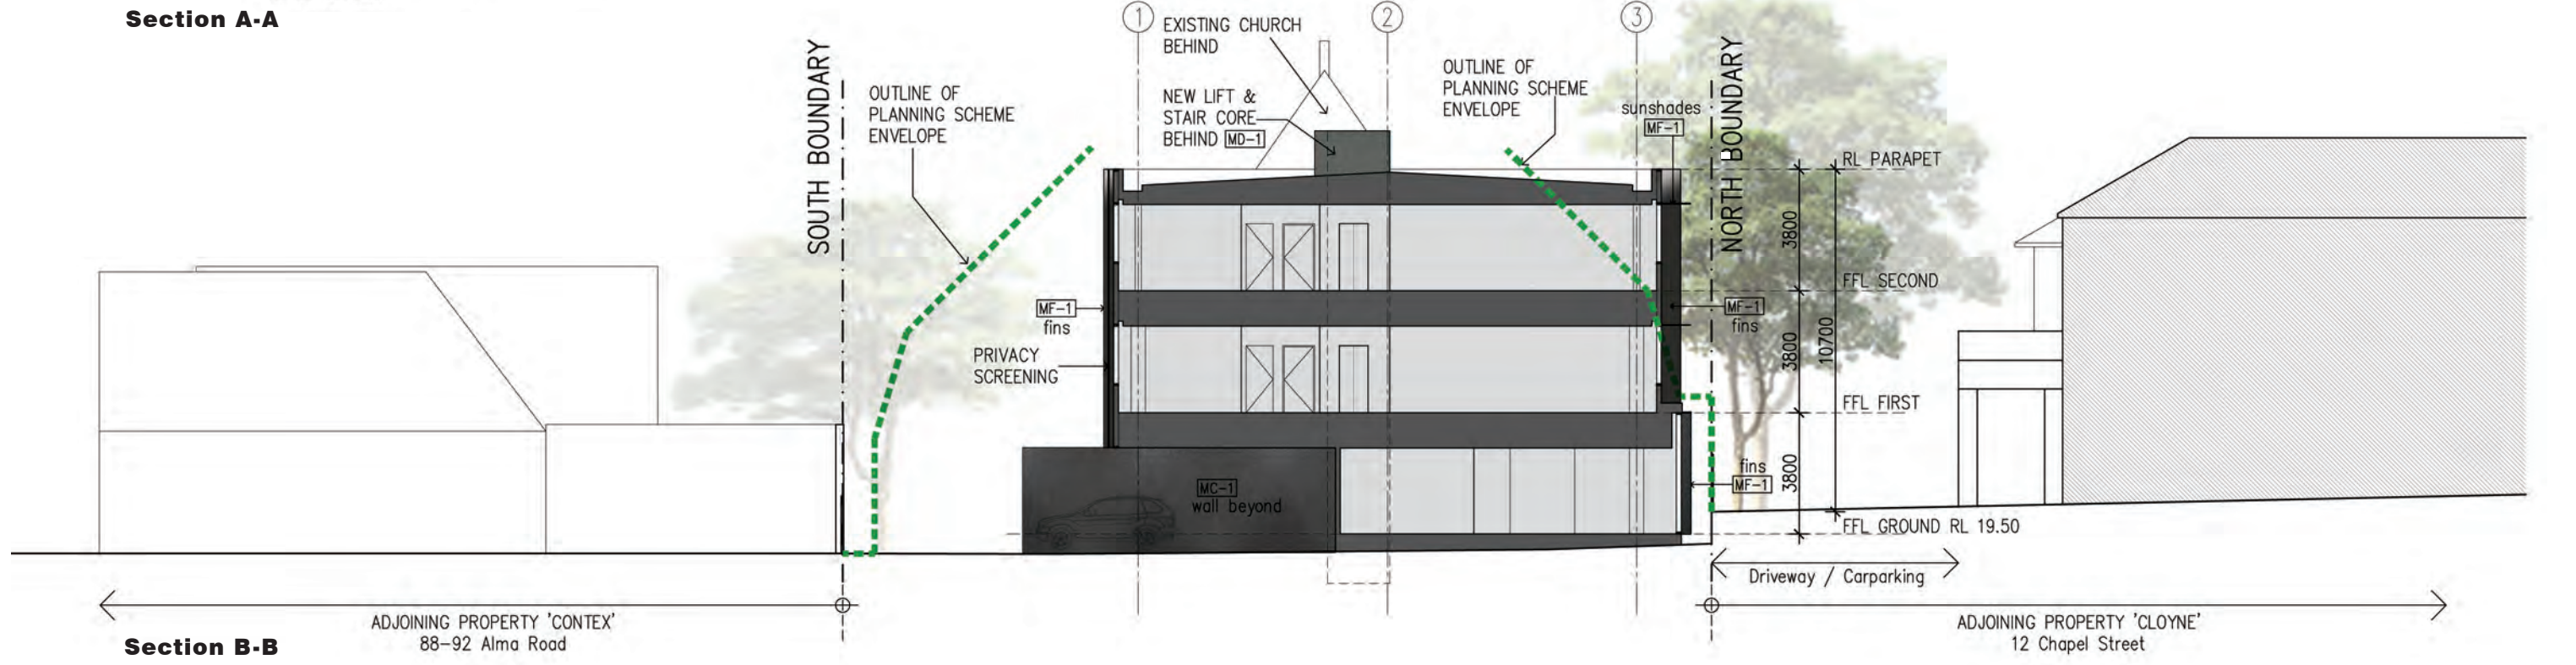 Section A-A
SOUTH BOUNDARY
OUTLINE OF
PLANNING SCHEME
ENVELOPE
1
EXISTING CHURCH
BEHIND
NEW LIFT &
STAIR CORE
BEHIND MD-1
2
OUTLINE OF
PLANNING SCHEME
ENVELOPE
3
sunshades
MF-1
NORTH BOUNDARY
RL PARAPET
3800
FFL SECOND
MF-1
fins
PRIVACY
SCREENING
MF-1
fins
3800
10700
FFL FIRST
MC-1
wall beyond
fins
MF-1
3800
FFL GROUND RL 19.50
Driveway / Carparking
ADJOINING PROPERTY 'CONTEX'
88-92 Alma Road
ADJOINING PROPERTY 'CLOYNE'
12 Chapel Street
Section B-B